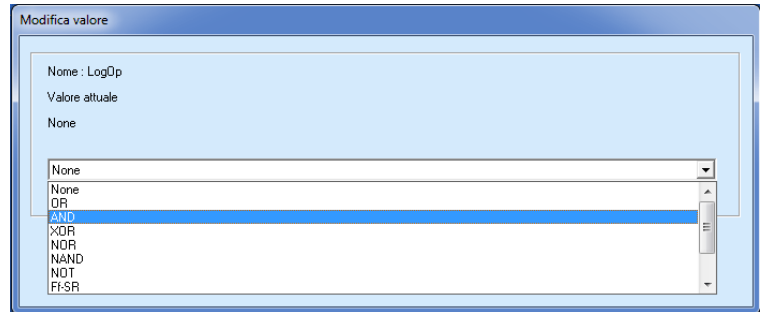 Modifica valore
Nome : LogOp
Valore attuale
None
None
None
OR
AND
XOR
NOR
NAND
NOT
Ff-SR